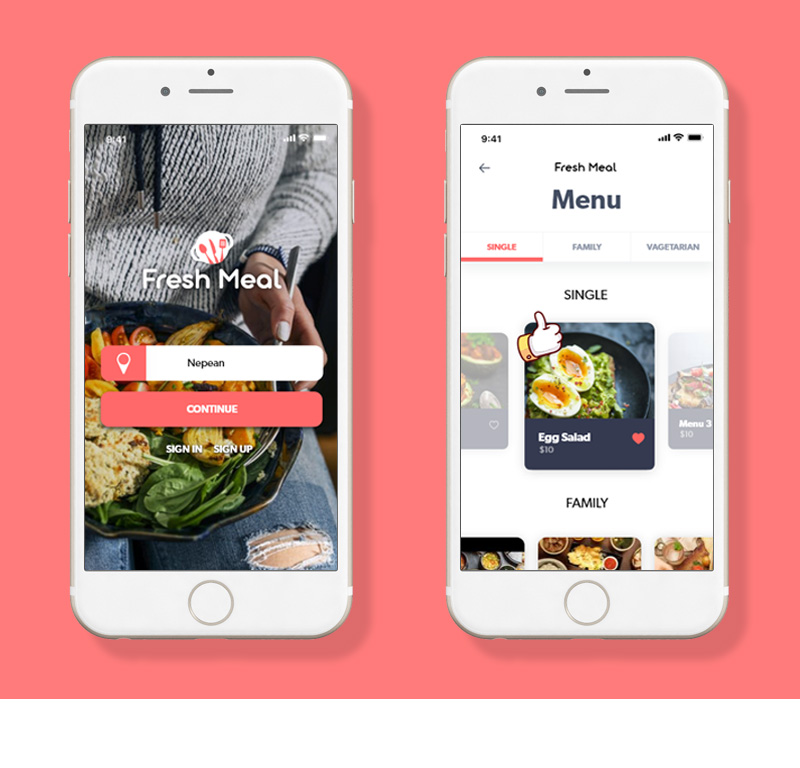 9:41
Fresh Meal
Nepean
CONTINUE
SIGN IN SIGN UP
9:41
Fresh Meal
Menu
SINGLE FAMILY VAGETARIAN
SINGLE
Egg Salad
$10
Menu 3
$10
FAMILY